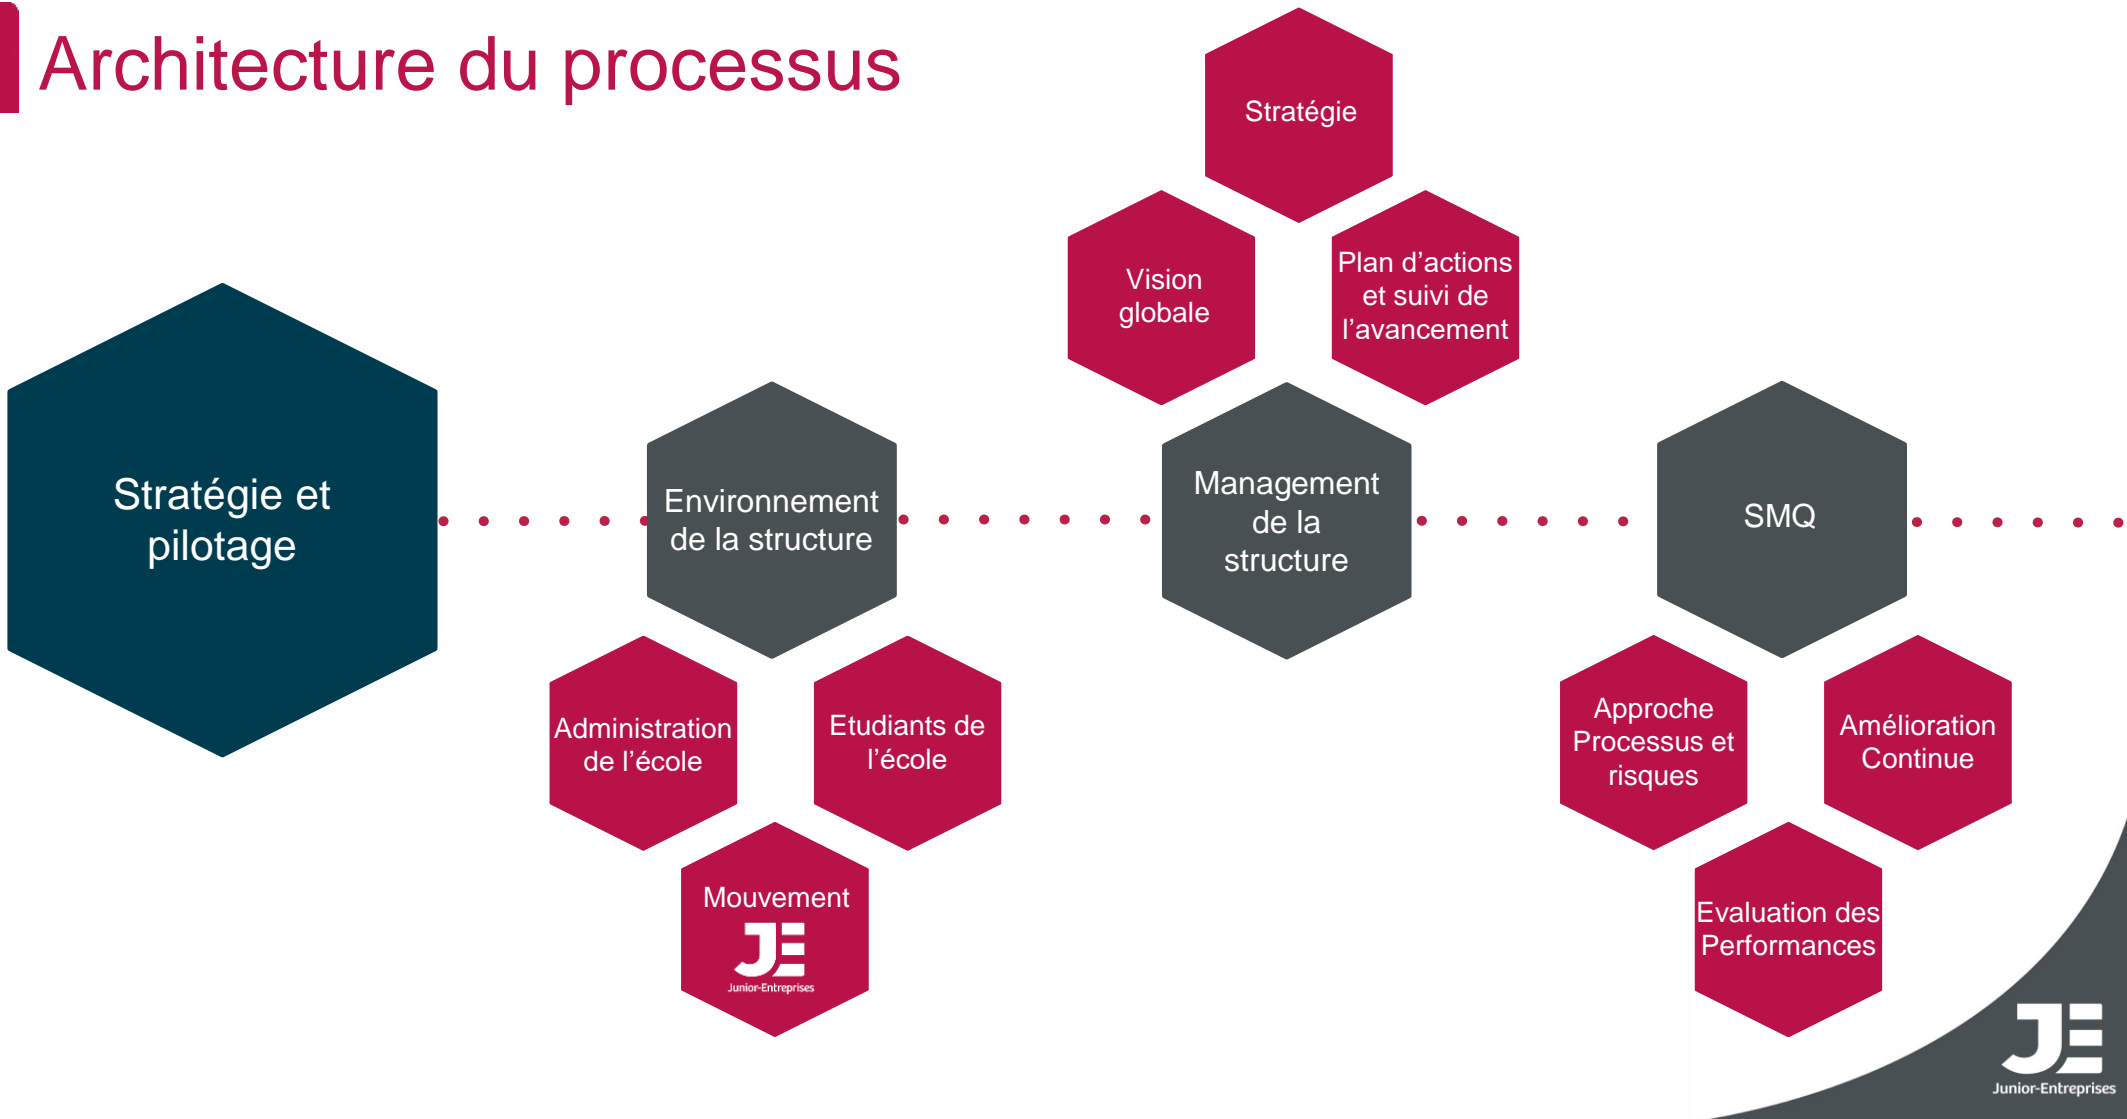 Architecture du processus
Stratégie
Vision
globale
Plan d’actions
et suivi de
l’avancement
Stratégie et
pilotage
Environnement
de la structure
Management
de la
structure
SMQ
Administration
de l’école
Etudiants de
l’école
Mouvement
JE
Junior-Entreprises
Approche
Processus et
risques
Amélioration
Continue
Evaluation des
Performances
JE
Junior-Entreprises